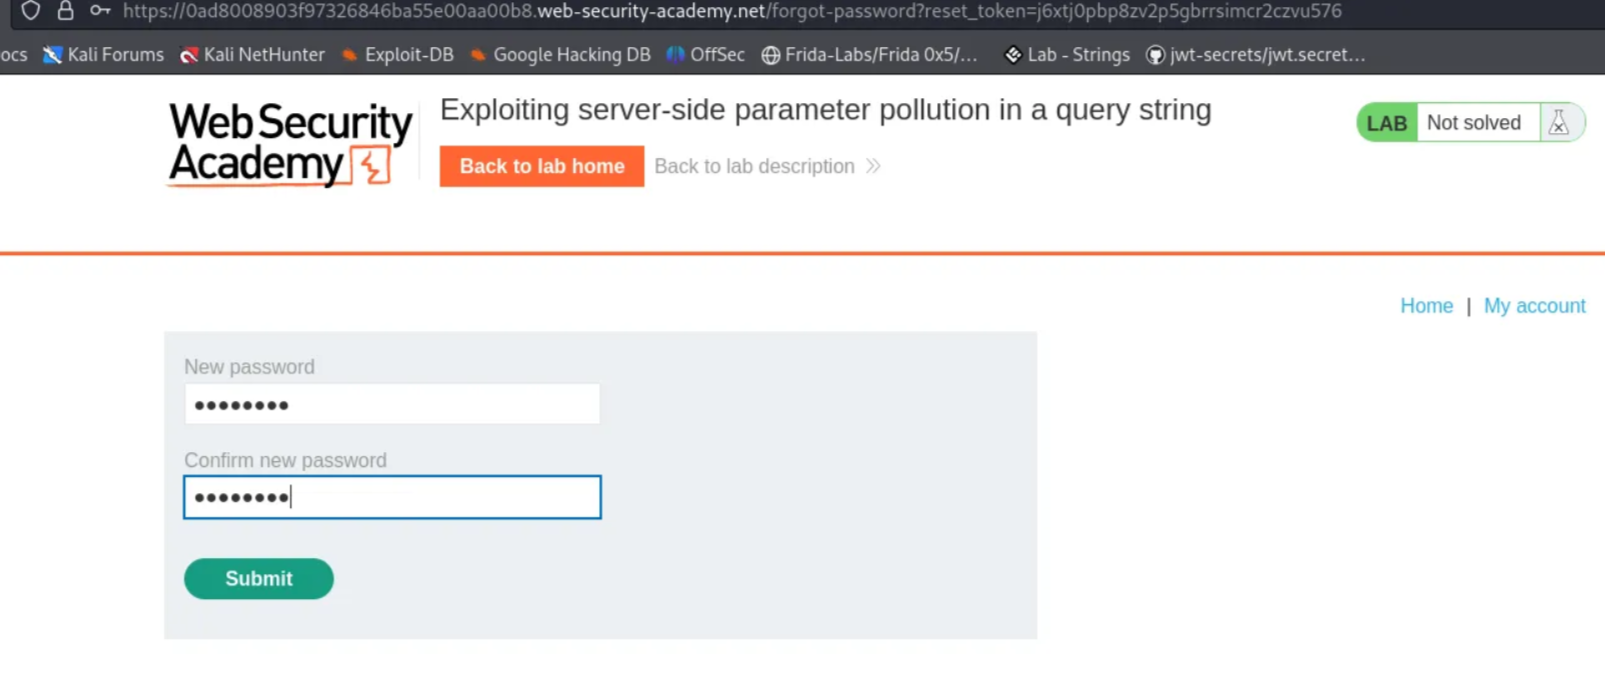 https://0ad8008903f97326846ba55e00aa00b8.web-security-academy.net/forgot-password?reset_token=j6xtj0pbp8zv2p5gbrrsimcr2czvu576
ocs Kali Forums Kali NetHunter Exploit-DB Google Hacking DB OffSec Frida-Labs/Frida 0x5/... Lab - Strings jwt-secrets/jwt.secret...
Web Security
Academy
Exploiting server-side parameter pollution in a query string
LAB Not solved
Back to lab home Back to lab description >>
Home | My account
New password
••••••••
Confirm new password
••••••••
Submit